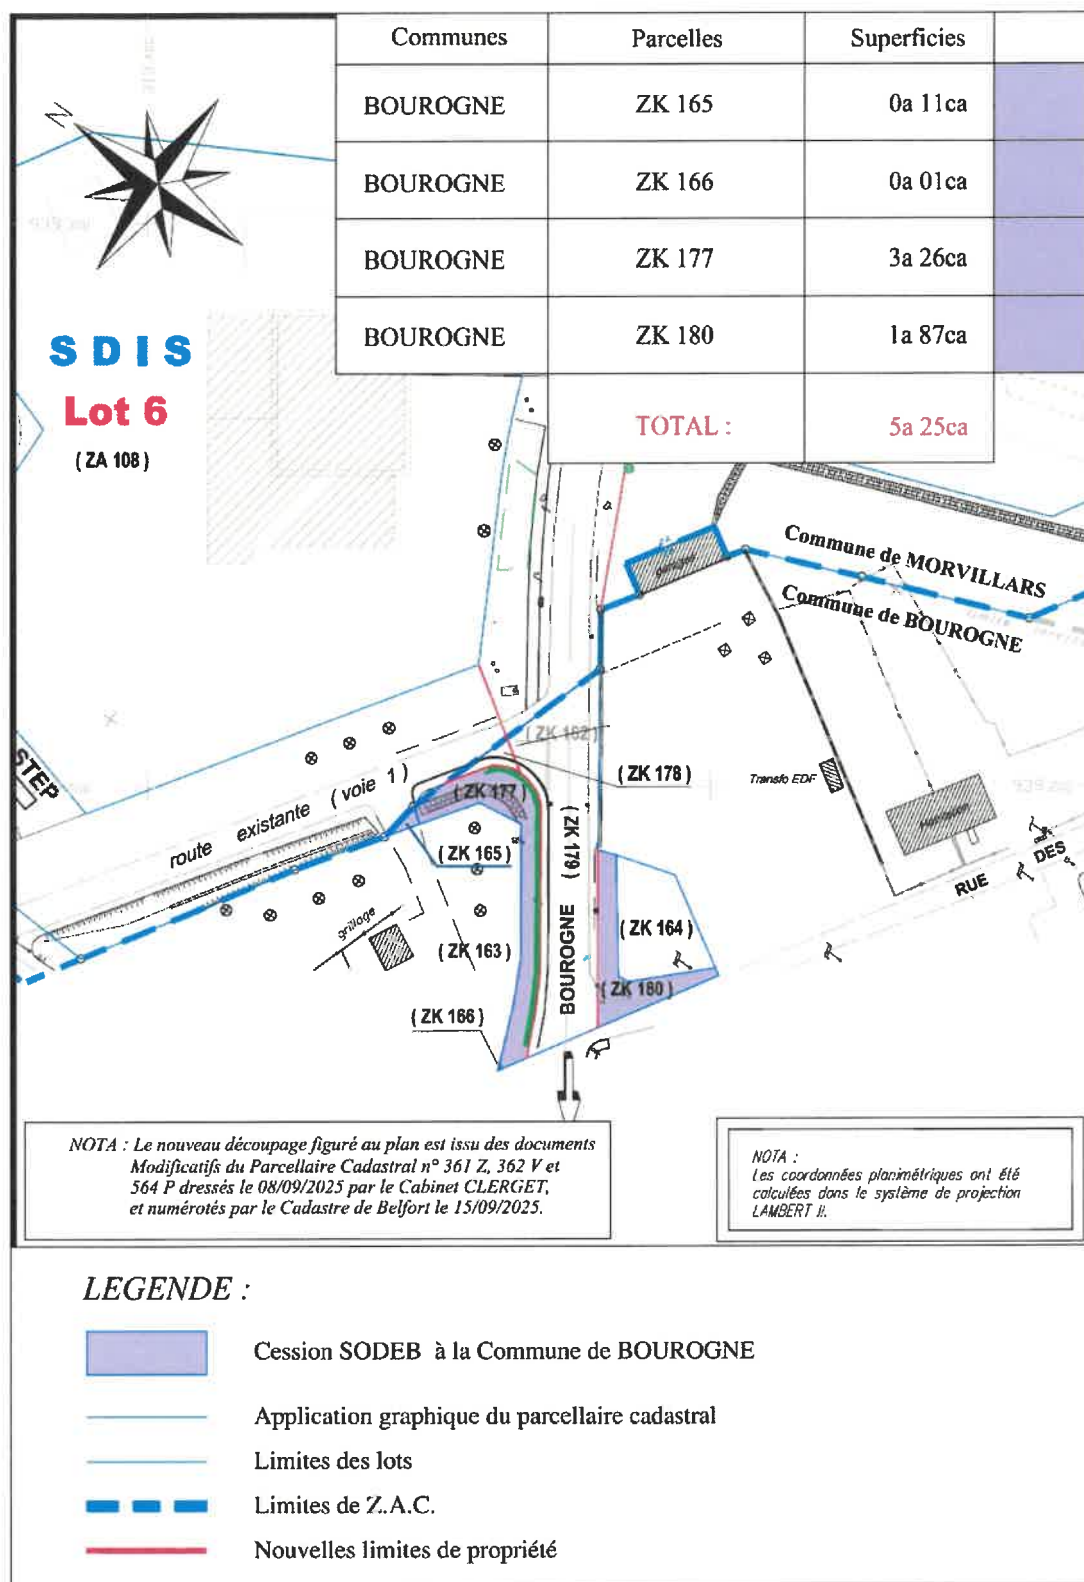 Communes Parcelles Superficies
BOUROGNE ZK 165 0a 11ca
BOUROGNE ZK 166 0a 01ca
BOUROGNE ZK 177 3a 26ca
BOUROGNE ZK 180 1a 87ca
TOTAL : 5a 25ca
N
SDIS
Lot 6
( ZA 108 )
Commune de MORVILLARS
Commune de BOUROGNE
( ZK 162 )
( ZK 178 )
Transfo EDF
STEP
route existante ( voie 1 )
( ZK 177 )
( ZK 179 )
( ZK 165 )
RUE DES
grillage
( ZK 163 )
BOUROGNE
( ZK 164 )
( ZK 180 )
( ZK 166 )
NOTA : Le nouveau découpage figuré au plan est issu des documents
Modificatifs du Parcellaire Cadastral n° 361 Z, 362 V et
564 P dressés le 08/09/2025 par le Cabinet CLERGET,
et numérotés par le Cadastre de Belfort le 15/09/2025.
NOTA :
Les coordonnées planimétriques ont été
calculées dans le système de projection
LAMBERT II.
LEGENDE :
Cession SODEB à la Commune de BOUROGNE
Application graphique du parcellaire cadastral
Limites des lots
Limites de Z.A.C.
Nouvelles limites de propriété